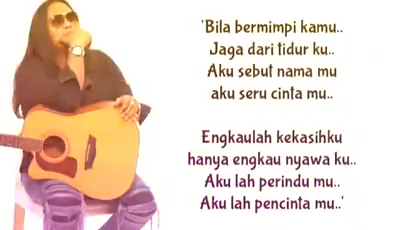 'Bila bermimpi kamu..
Jaga dari tidur ku..
Aku sebut nama mu
aku seru cinta mu..
Engkaulah kekasihku
hanya engkau nyawa ku..
Aku lah perindu mu..
Aku lah pencinta mu..'